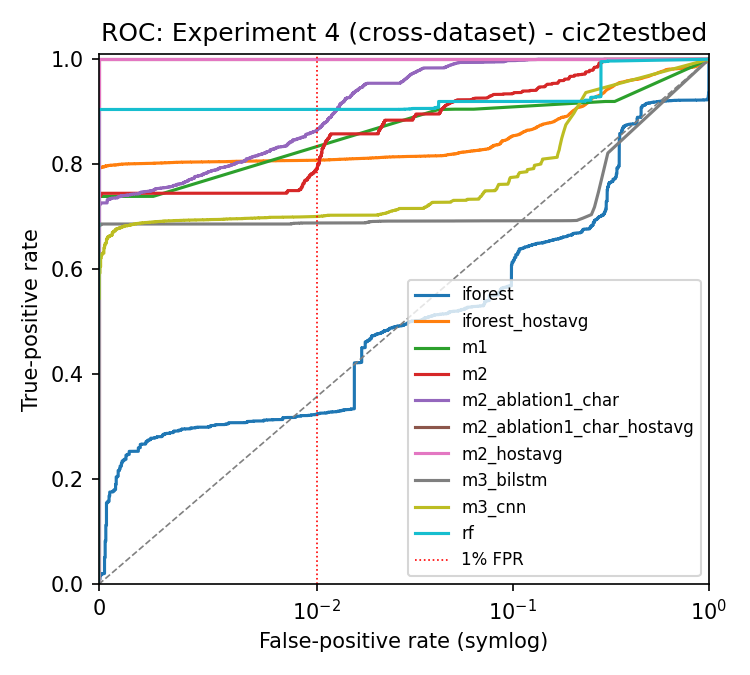 ROC: Experiment 4 (cross-dataset) - cic2testbed
True-positive rate
1.0
0.8
0.6
0.4
0.2
0.0
iforest
iforest_hostavg
m1
m2
m2_ablation1_char
m2_ablation1_char_hostavg
m2_hostavg
m3_bilstm
m3_cnn
rf
1% FPR
0 10⁻² 10⁻¹ 10⁰
False-positive rate (symlog)